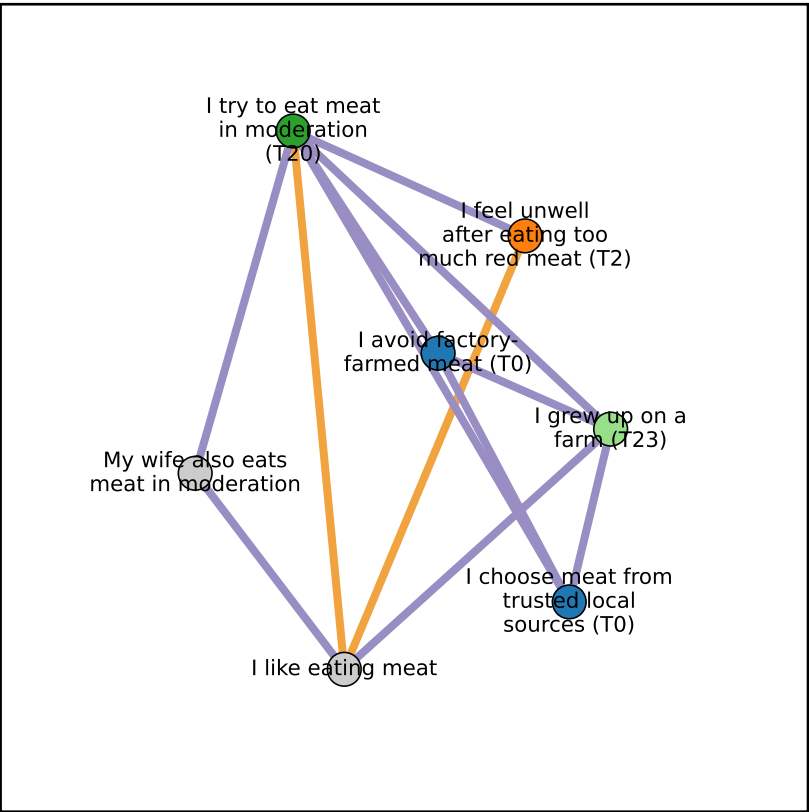 I try to eat meat
in moderation
(T20)
I feel unwell
after eating too
much red meat (T2)
I avoid factory-
farmed meat (T0)
I grew up on a
farm (T23)
My wife also eats
meat in moderation
I choose meat from
trusted local
sources (T0)
I like eating meat